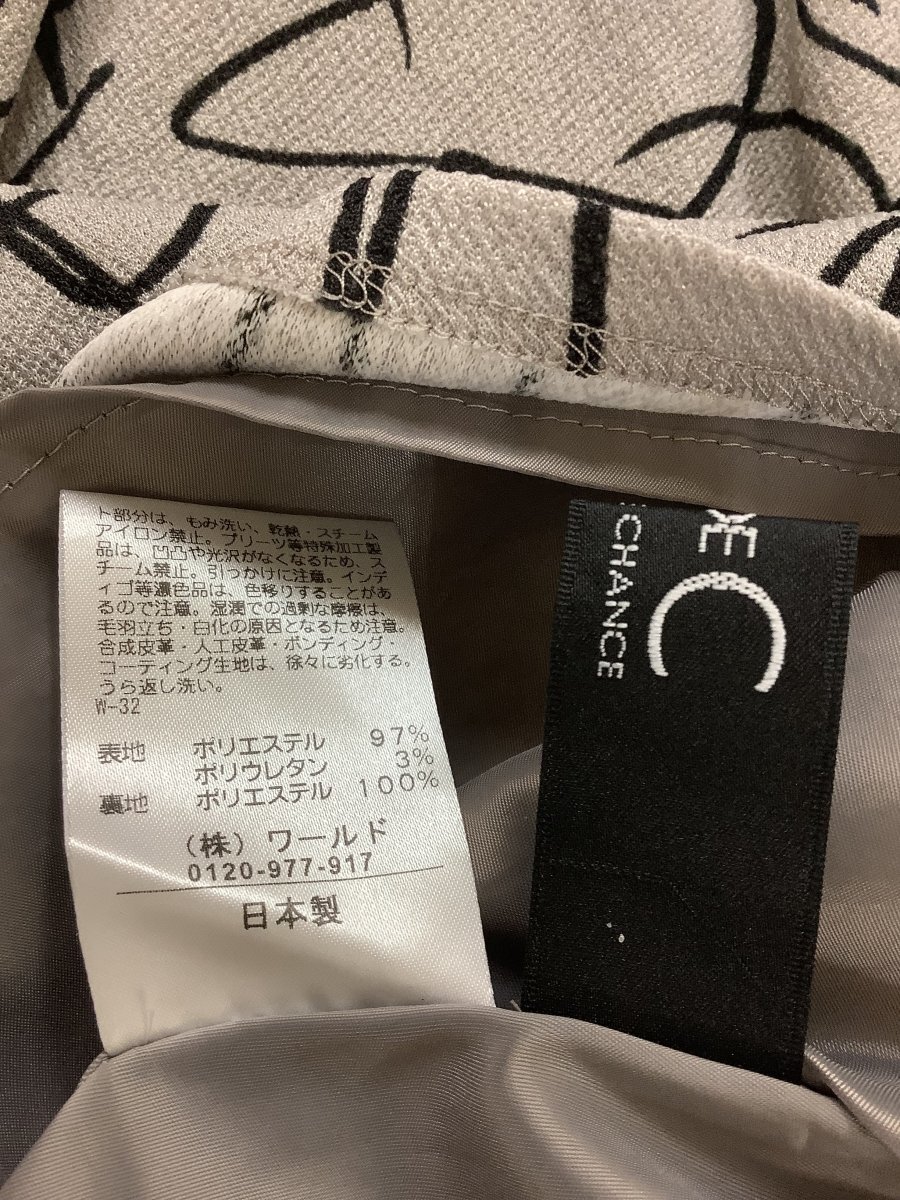 ト部分は、もみ洗い、乾熱・スチーム
アイロン禁止。プリーツ等特殊加工製
品は、凹凸や光沢がなくなるため、ス
チーム禁止。引っかけに注意。インデ
ィゴ等濃色品は、色移りすることがあ
るので注意。湿潤での過剰な摩擦は、
毛羽立ち・白化の原因となるため注意。
合成皮革・人工皮革・ボンディング・
コーティング生地は、徐々に劣化する。
うら返し洗い。
W-32
表地 ポリエステル 97%
ポリウレタン 3%
裏地 ポリエステル 100%
(株) ワールド
0120-977-917
日本製
DE
C
CHANCE